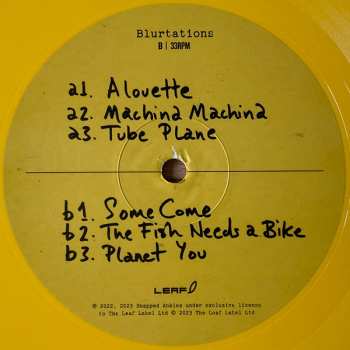 Blurtations
B | 33RPM
a1. Alouette
a2. Machina Machina
a3. Tube Plane
b1. Some Come
b2. The Fish Needs a Bike
b3. Planet You
LEAF
℗ 2022, 2023 Snapped Ankles under exclusive licence
to The Leaf Label Ltd © 2023 The Leaf Label Ltd